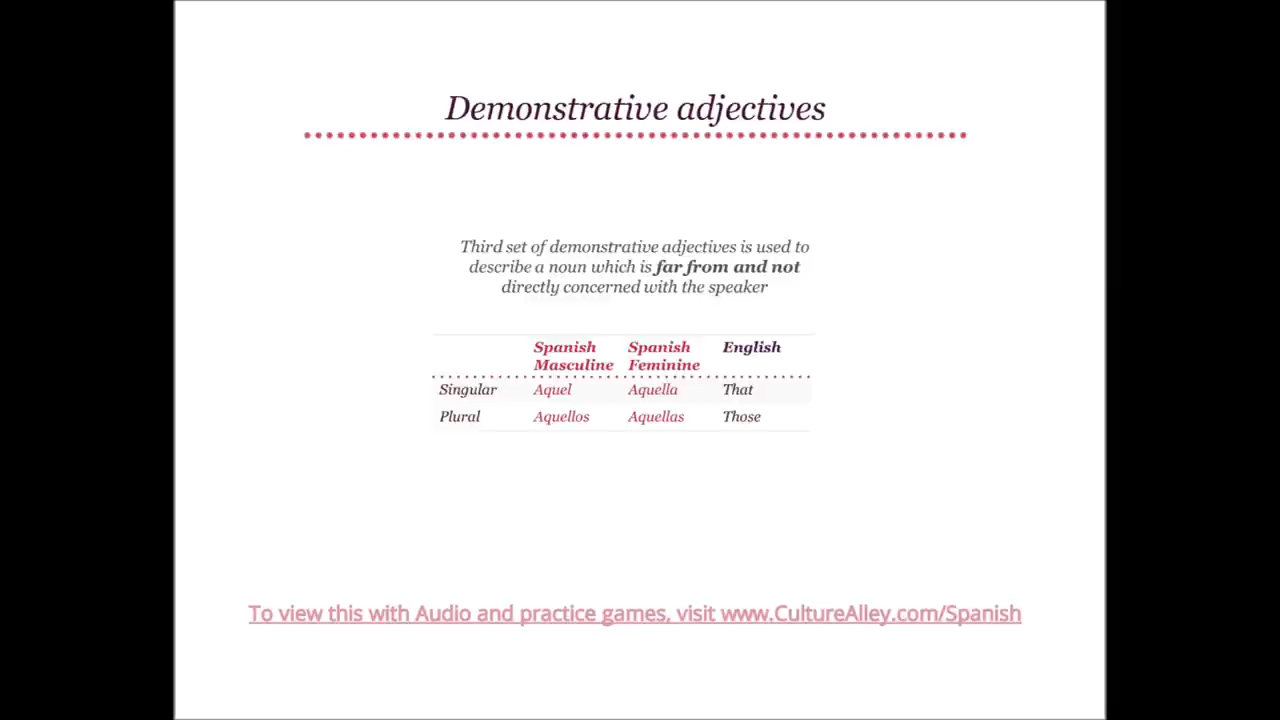 Demonstrative adjectives
Third set of demonstrative adjectives is used to
describe a noun which is far from and not
directly concerned with the speaker
Spanish Masculine Spanish Feminine English
Singular Aquel Aquella That
Plural Aquellos Aquellas Those
To view this with Audio and practice games, visit www.CultureAlley.com/Spanish